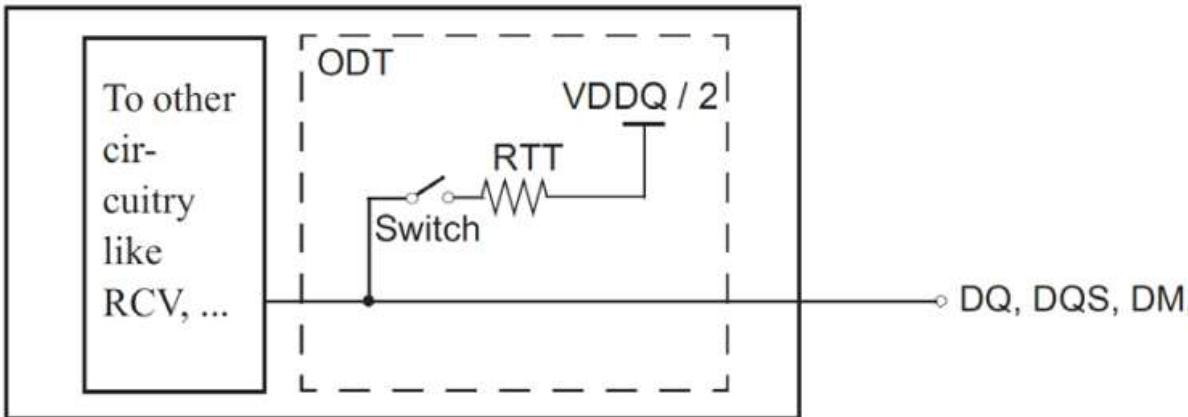 To other
cir-
cuitry
like
RCV, ...
ODT
VDDQ / 2
RTT
Switch
DQ, DQS, DM,